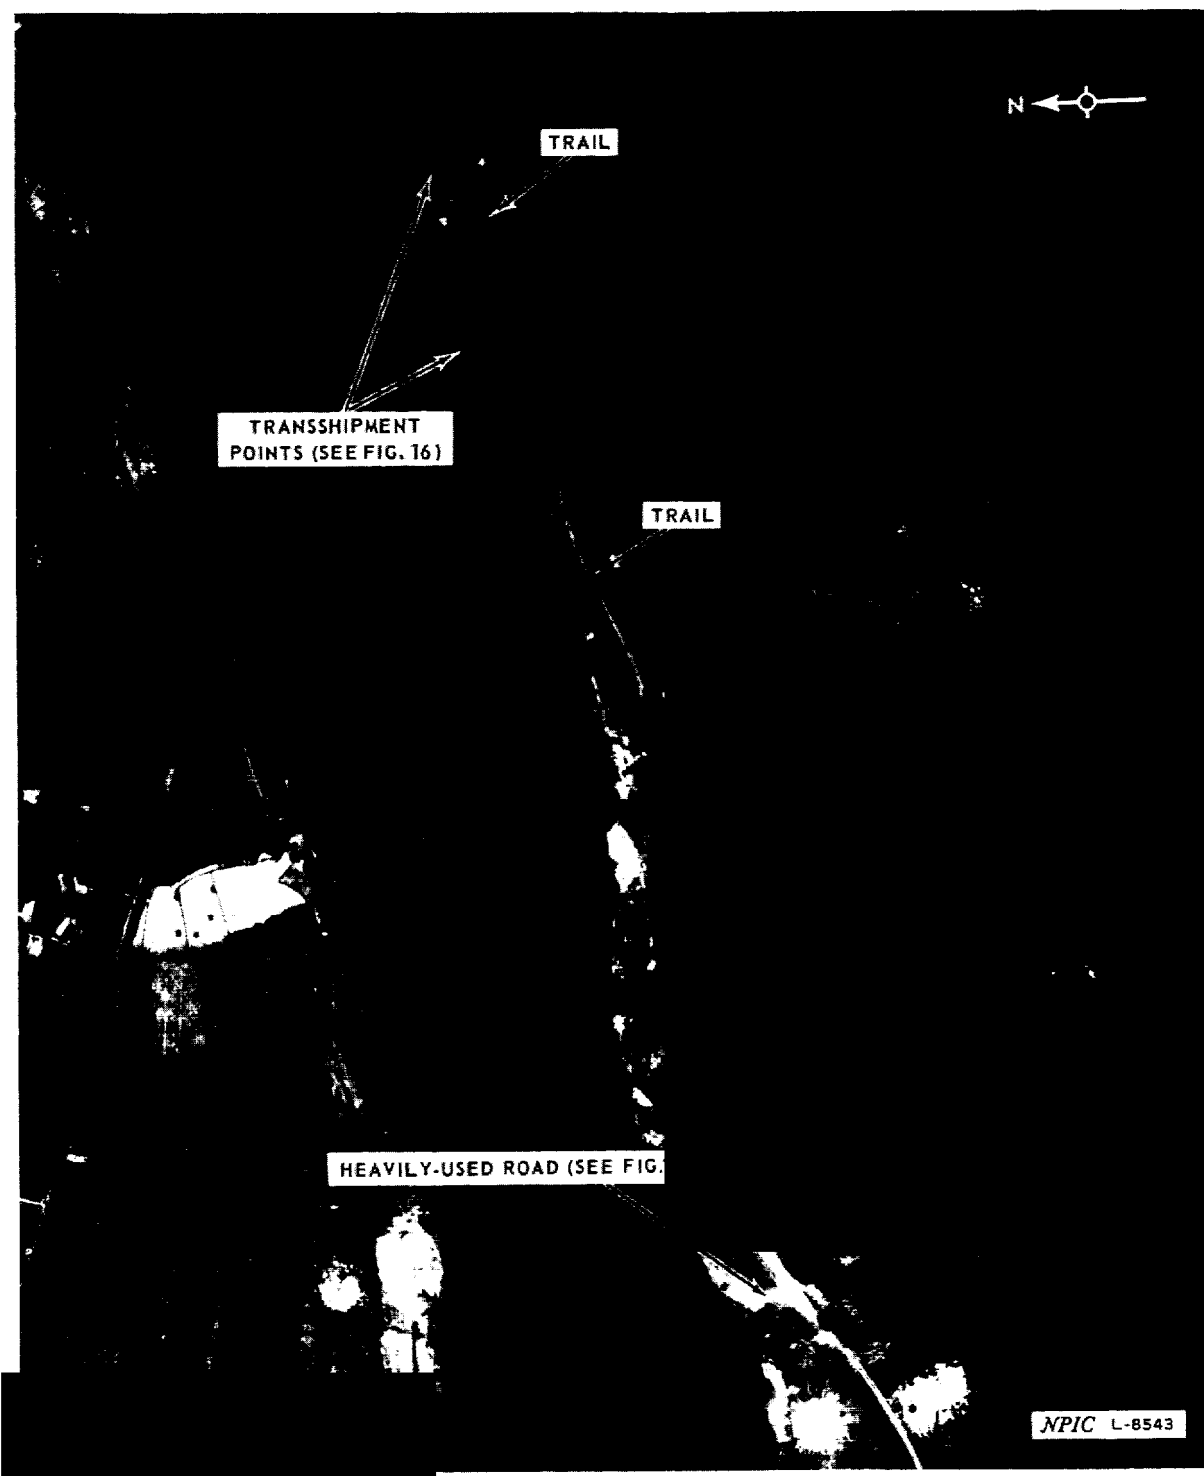 N
TRAIL
TRANSSHIPMENT
POINTS (SEE FIG. 16)
TRAIL
HEAVILY-USED ROAD (SEE FIG.
NPIC L-8543